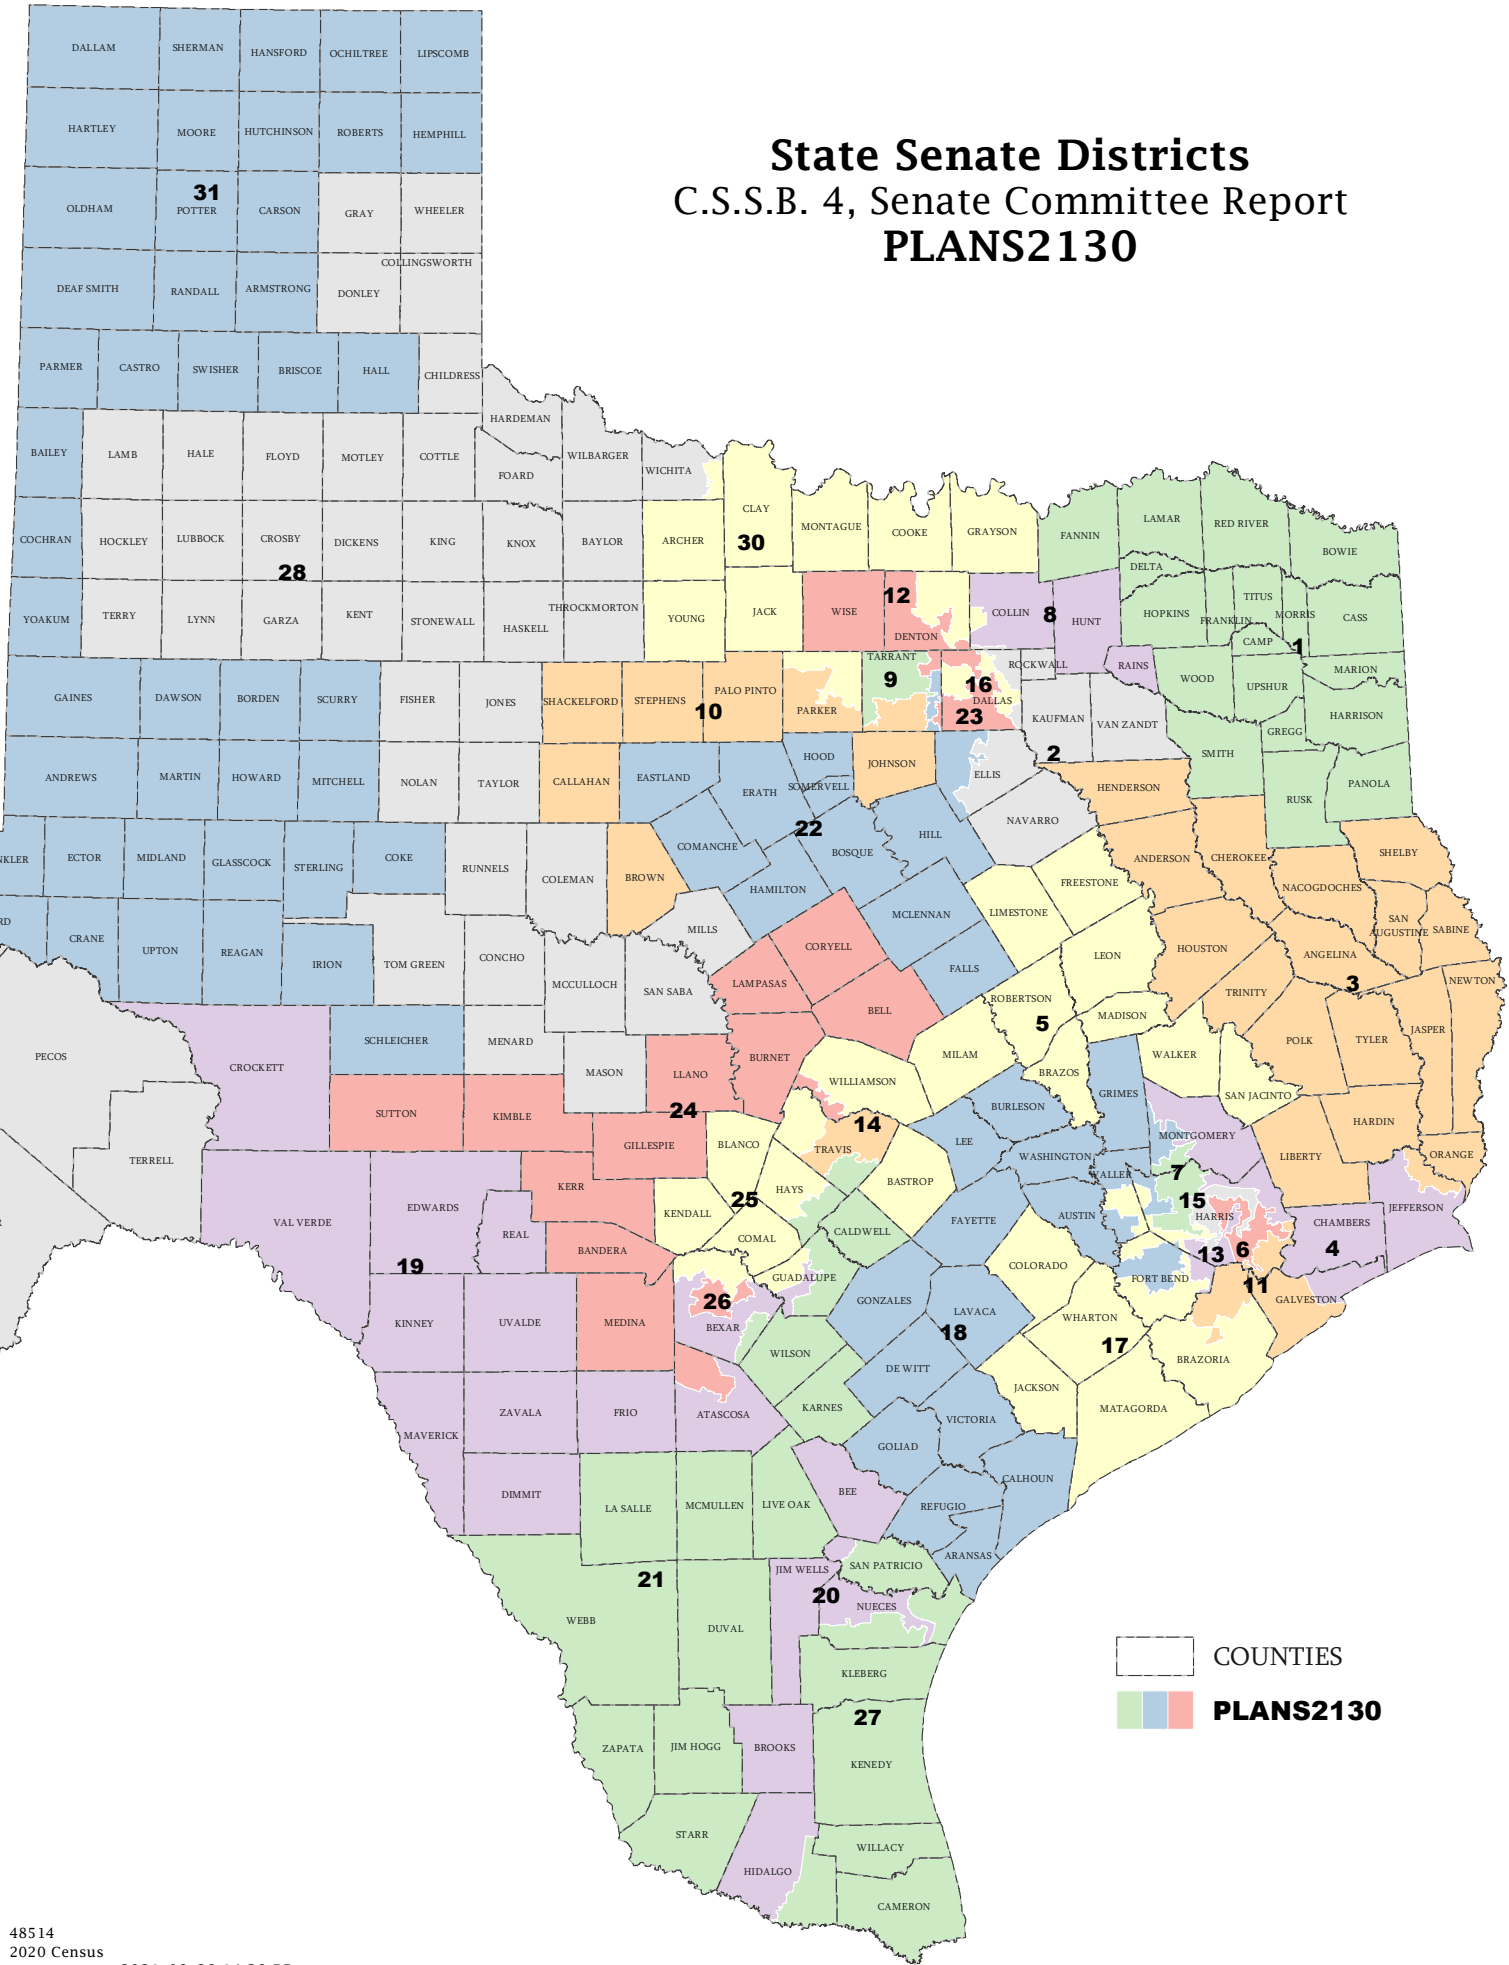 State Senate Districts
C.S.S.B. 4, Senate Committee Report
PLANS2130
DALLAM SHERMAN HANSFORD OCHILTREE LIPSCOMB
HARTLEY MOORE HUTCHINSON ROBERTS HEMPHILL
31
OLDHAM POTTER CARSON GRAY WHEELER
COLLINGSWORTH
DEAF SMITH RANDALL ARMSTRONG DONLEY
PARMER CASTRO SWISHER BRISCOE HALL CHILDRESS
HARDEMAN
BAILEY LAMB HALE FLOYD MOTLEY COTTLE FOARD WILBARGER WICHITA
CLAY MONTAGUE COOKE GRAYSON FANNIN LAMAR RED RIVER BOWIE
COCHRAN HOCKLEY LUBBOCK CROSBY DICKENS KING KNOX BAYLOR ARCHER 30
28
DELTA
YOAKUM TERRY LYNN GARZA KENT STONEWALL HASKELL THROCKMORTON YOUNG JACK WISE 12 DENTON COLLIN 8 HUNT HOPKINS FRANKLIN TITUS MORRIS CASS
CAMP 1
GAINES DAWSON BORDEN SCURRY FISHER JONES SHACKELFORD STEPHENS PALO PINTO PARKER TARRANT 9 16 DALLAS ROCKWALL RAINS WOOD UPSHUR MARION
10 23 KAUFMAN VAN ZANDT GREGG HARRISON
2 SMITH
ANDREWS MARTIN HOWARD MITCHELL NOLAN TAYLOR CALLAHAN EASTLAND ERATH HOOD SOMERVELL JOHNSON ELLIS HENDERSON RUSK PANOLA
22 NAVARRO
NKLER ECTOR MIDLAND GLASSCOCK STERLING COKE RUNNELS COLEMAN BROWN COMANCHE BOSQUE HILL ANDERSON CHEROKEE SHELBY
HAMILTON FREESTONE NACOGDOCHES
RD CRANE UPTON REAGAN IRION TOM GREEN CONCHO MCCULLOCH SAN SABA MILLS CORYELL MCLENNAN LIMESTONE SAN AUGUSTINE SABINE
LAMPASAS FALLS LEON HOUSTON ANGELINA
BELL ROBERTSON TRINITY 3 NEWTON
5 MADISON
PECOS CROCKETT SCHLEICHER MENARD MASON LLANO BURNET WILLIAMSON MILAM BRAZOS WALKER POLK TYLER JASPER
24 GRIMES SAN JACINTO
SUTTON KIMBLE GILLESPIE BLANCO TRAVIS 14 LEE BURLESON MONTGOMERY HARDIN
TERRELL WASHINGTON WALLER 7 LIBERTY ORANGE
KERR KENDALL 25 HAYS BASTROP 15 HARRIS
VAL VERDE EDWARDS REAL BANDERA COMAL CALDWELL FAYETTE AUSTIN CHAMBERS JEFFERSON
19 COLORADO 13 6 4
GUADALUPE FORT BEND 11
KINNEY UVALDE MEDINA 26 BEXAR GONZALES LAVACA WHARTON GALVESTON
18 17
WILSON DE WITT BRAZORIA
ZAVALA FRIO ATASCOSA KARNES VICTORIA JACKSON MATAGORDA
MAVERICK GOLIAD
DIMMIT LA SALLE MCMULLEN LIVE OAK BEE REFUGIO CALHOUN
ARANSAS
21 JIM WELLS SAN PATRICIO
20 NUECES
WEBB DUVAL
KLEBERG
27
ZAPATA JIM HOGG BROOKS KENEDY
STARR WILLACY
HIDALGO CAMERON
COUNTIES
PLANS2130
48514
2020 Census